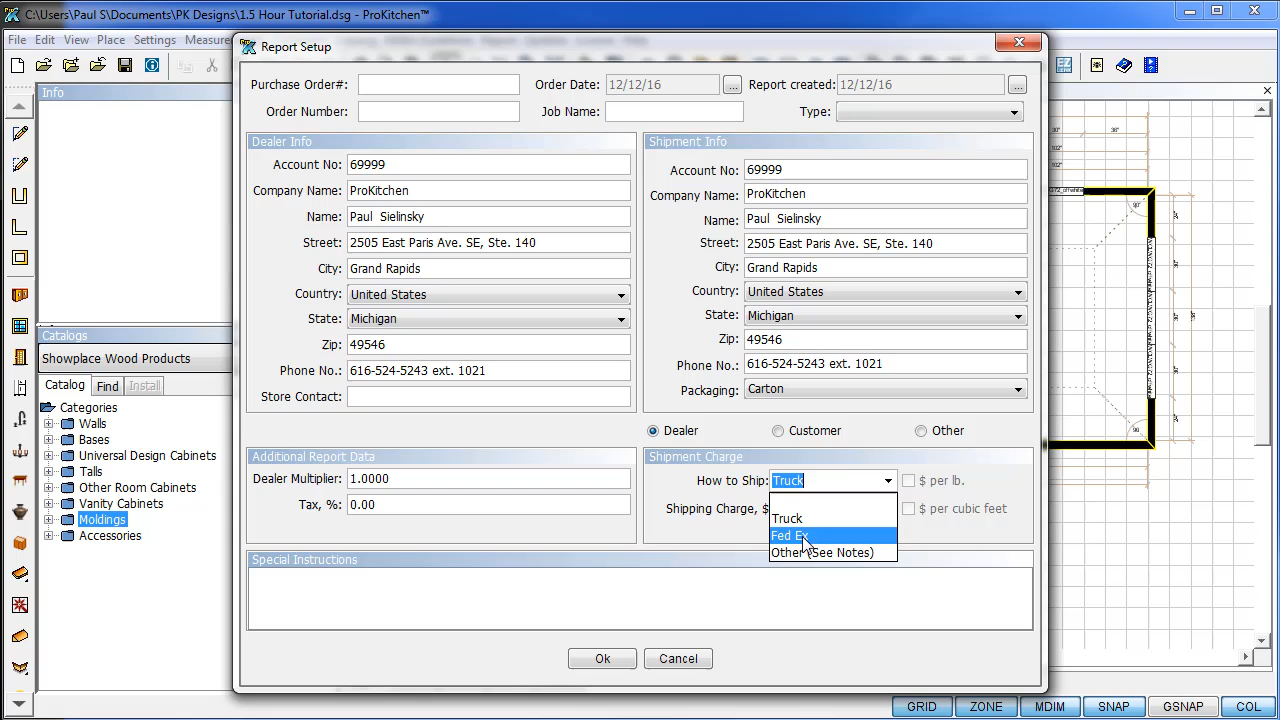 C:\Users\Paul S\Documents\PK Designs\1.5 Hour Tutorial.dsg - ProKitchen™
File Edit View Place Settings Measure
Report Setup
Info
Purchase Order#:
Order Date: 12/12/16 ...
Report created: 12/12/16 ...
Order Number:
Job Name:
Type:
Dealer Info
Account No: 69999
Company Name: ProKitchen
Name: Paul Sielinsky
Street: 2505 East Paris Ave. SE, Ste. 140
City: Grand Rapids
Country: United States
State: Michigan
Zip: 49546
Phone No.: 616-524-5243 ext. 1021
Store Contact:
Shipment Info
Account No: 69999
Company Name: ProKitchen
Name: Paul Sielinsky
Street: 2505 East Paris Ave. SE, Ste. 140
City: Grand Rapids
Country: United States
State: Michigan
Zip: 49546
Phone No.: 616-524-5243 ext. 1021
Packaging: Carton
Dealer Customer Other
Additional Report Data
Dealer Multiplier: 1.0000
Tax, %: 0.00
Shipment Charge
How to Ship: Truck
$ per lb.
Shipping Charge, $
$ per cubic feet
Truck
Fed Ex
Other (See Notes)
Special Instructions
Ok Cancel
Catalogs
Showplace Wood Products
Catalog Find Install
Categories
Walls
Bases
Universal Design Cabinets
Talls
Other Room Cabinets
Vanity Cabinets
Moldings
Accessories
30" 36"
102"
102"
90°
GRID ZONE MDIM SNAP GSNAP COL